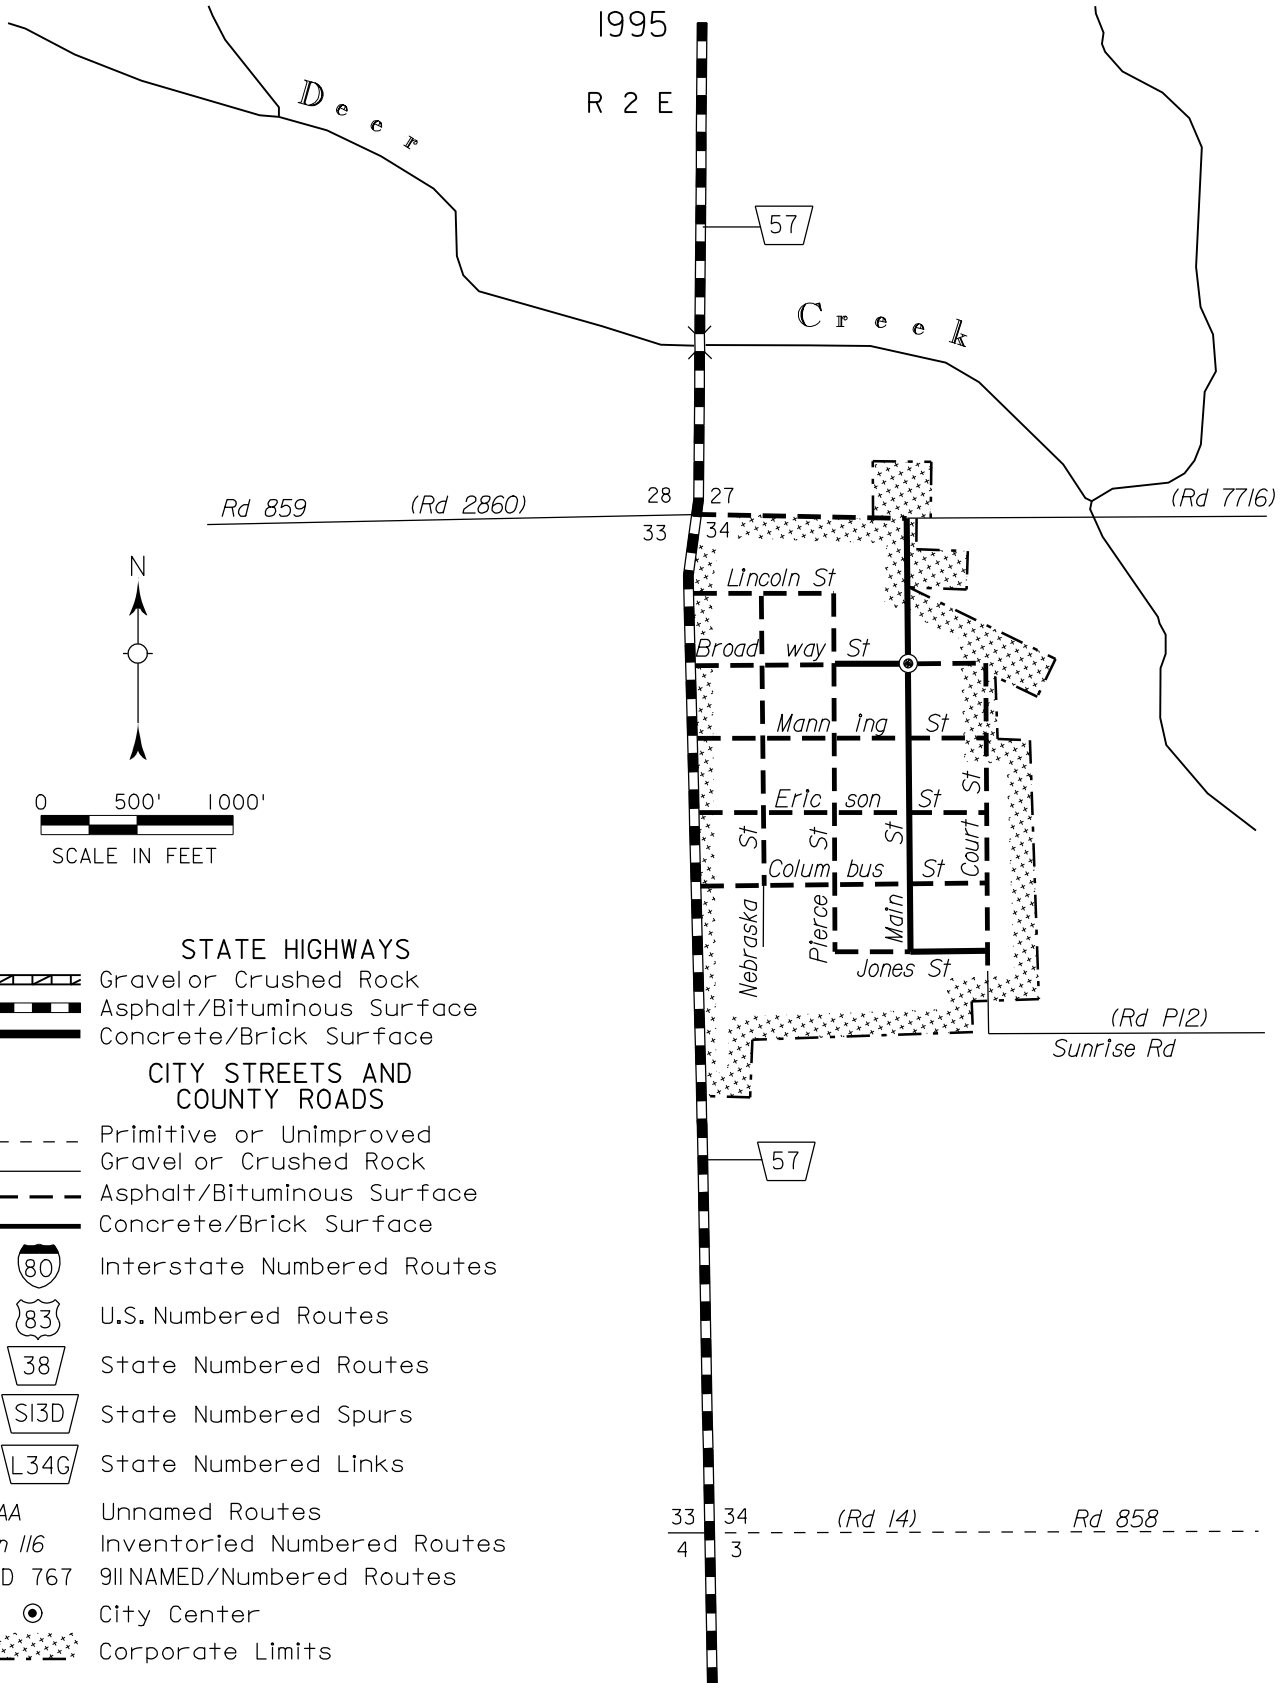 1995
R 2 E
Deer
57
Creek
Rd 859
(Rd 2860)
28
27
(Rd 7716)
33
34
Lincoln St
Broad way St
Mann ing St
Eric son St
Colum bus St
Nebraska St
Pierce St
Main St
Court St
Jones St
(Rd P12)
Sunrise Rd
57
33
34
(Rd 14)
Rd 858
4
3
N
0 500' 1000'
SCALE IN FEET
STATE HIGHWAYS
Gravel or Crushed Rock
Asphalt/Bituminous Surface
Concrete/Brick Surface
CITY STREETS AND
COUNTY ROADS
Primitive or Unimproved
Gravel or Crushed Rock
Asphalt/Bituminous Surface
Concrete/Brick Surface
80 Interstate Numbered Routes
83 U.S. Numbered Routes
38 State Numbered Routes
S13D State Numbered Spurs
L34G State Numbered Links
AA Unnamed Routes
n 116 Inventoried Numbered Routes
D 767 911 NAMED/Numbered Routes
City Center
Corporate Limits